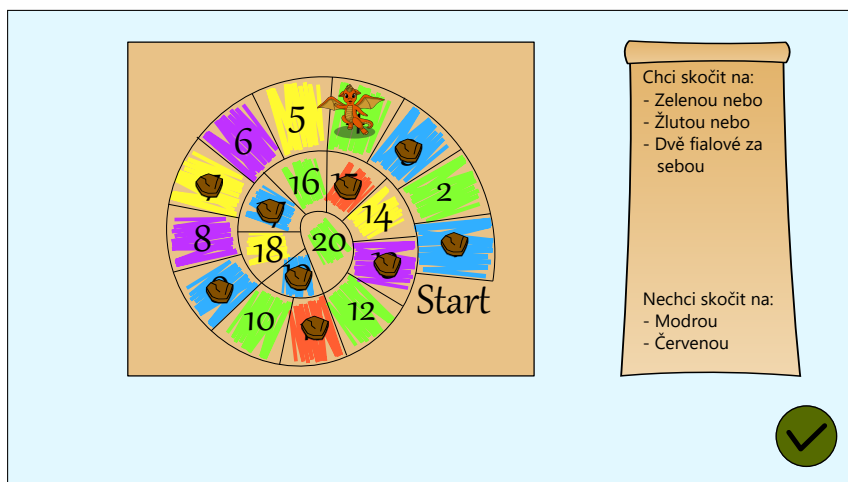 Chci skočit na:
- Zelenou nebo
- Žlutou nebo
- Dvě fialové za
sebou
Nechci skočit na:
- Modrou
- Červenou
5
6
2
16
14
8
18
20
10
12
Start